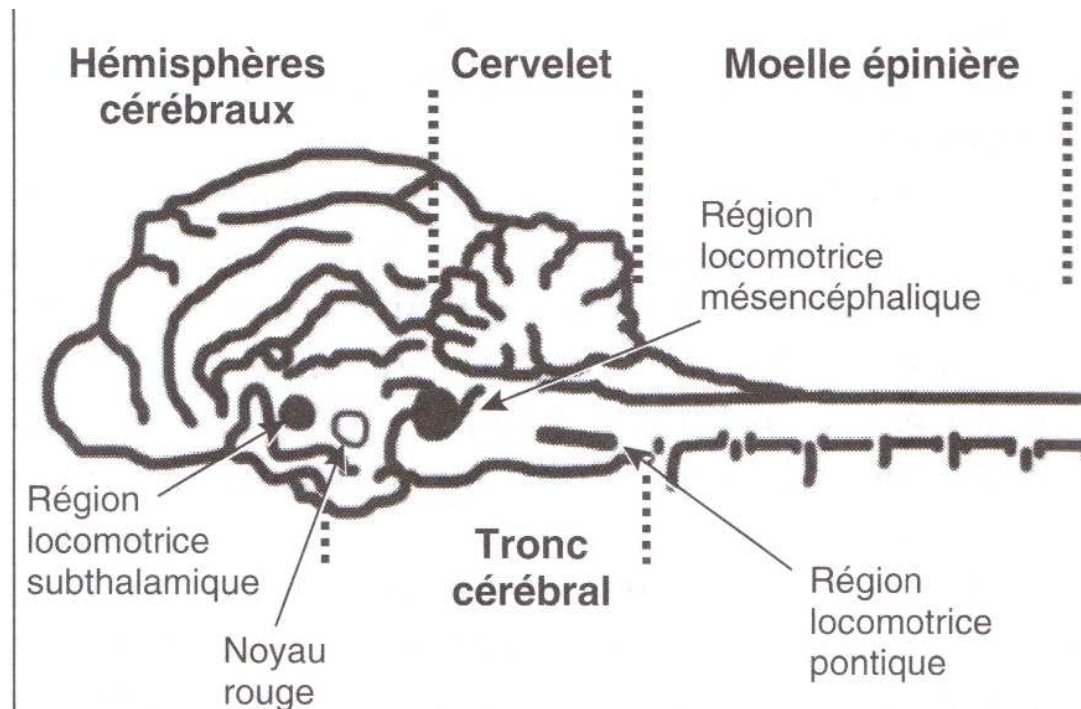 Hémisphères
cérébraux
Cervelet
Moelle épinière
Région
locomotrice
mésencéphalique
Région
locomotrice
subthalamique
Noyau
rouge
Tronc
cérébral
Région
locomotrice
pontique